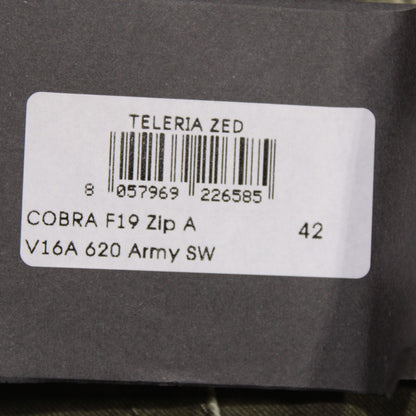 TELERIA ZED
8 057969 226585
COBRA F19 Zip A 42
V16A 620 Army SW